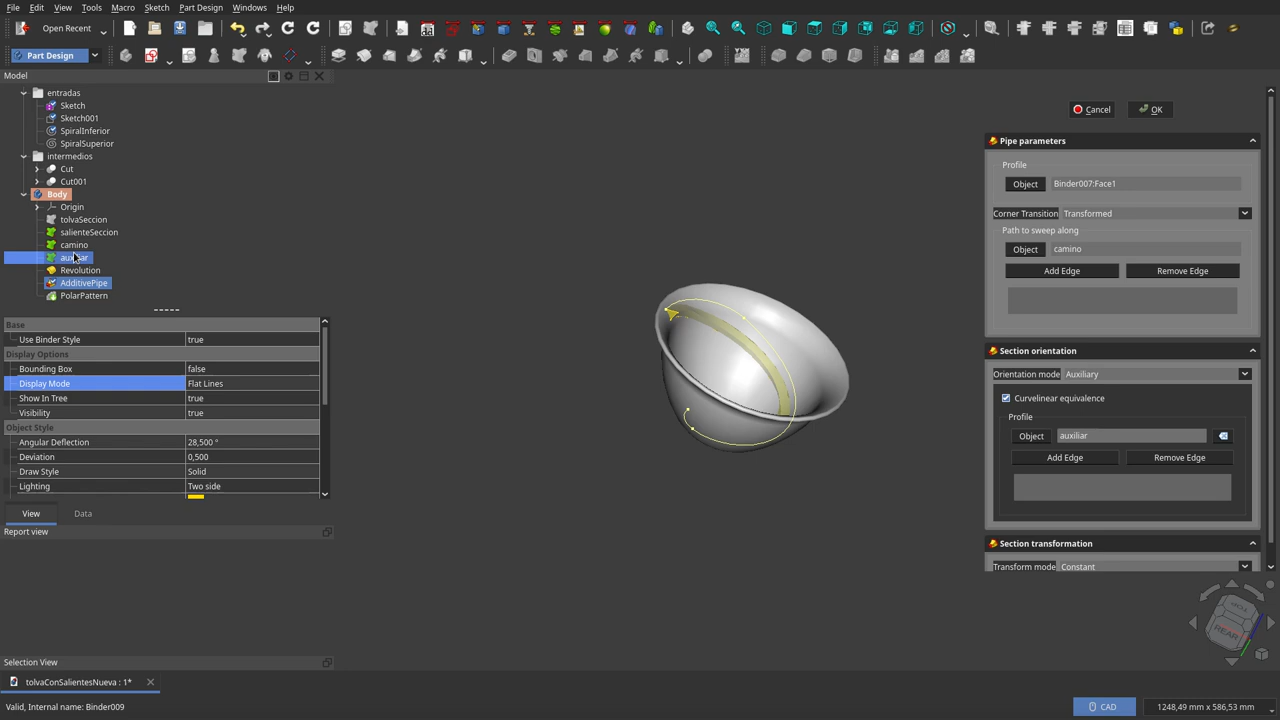 File Edit View Tools Macro Sketch Part Design Windows Help
Open Recent
Part Design
Model
entradas
Sketch
Sketch001
SpiralInferior
SpiralSuperior
intermedios
Cut
Cut001
Body
Origin
tolvaSeccion
salienteSeccion
camino
auxiliar
Revolution
AdditivePipe
PolarPattern
Base
Use Binder Style true
Display Options
Bounding Box false
Display Mode Flat Lines
Show In Tree true
Visibility true
Object Style
Angular Deflection 28,500 °
Deviation 0,500
Draw Style Solid
Lighting Two side
View Data
Report view
Selection View
tolvaConSalientesNueva : 1*
Valid, Internal name: Binder009
Cancel OK
Pipe parameters
Profile
Object Binder007:Face1
Corner Transition Transformed
Path to sweep along
Object camino
Add Edge Remove Edge
Section orientation
Orientation mode Auxiliary
Curvelinear equivalence
Profile
Object auxiliar
Add Edge Remove Edge
Section transformation
Transform mode Constant
REAR
CAD 1248,49 mm x 586,53 mm